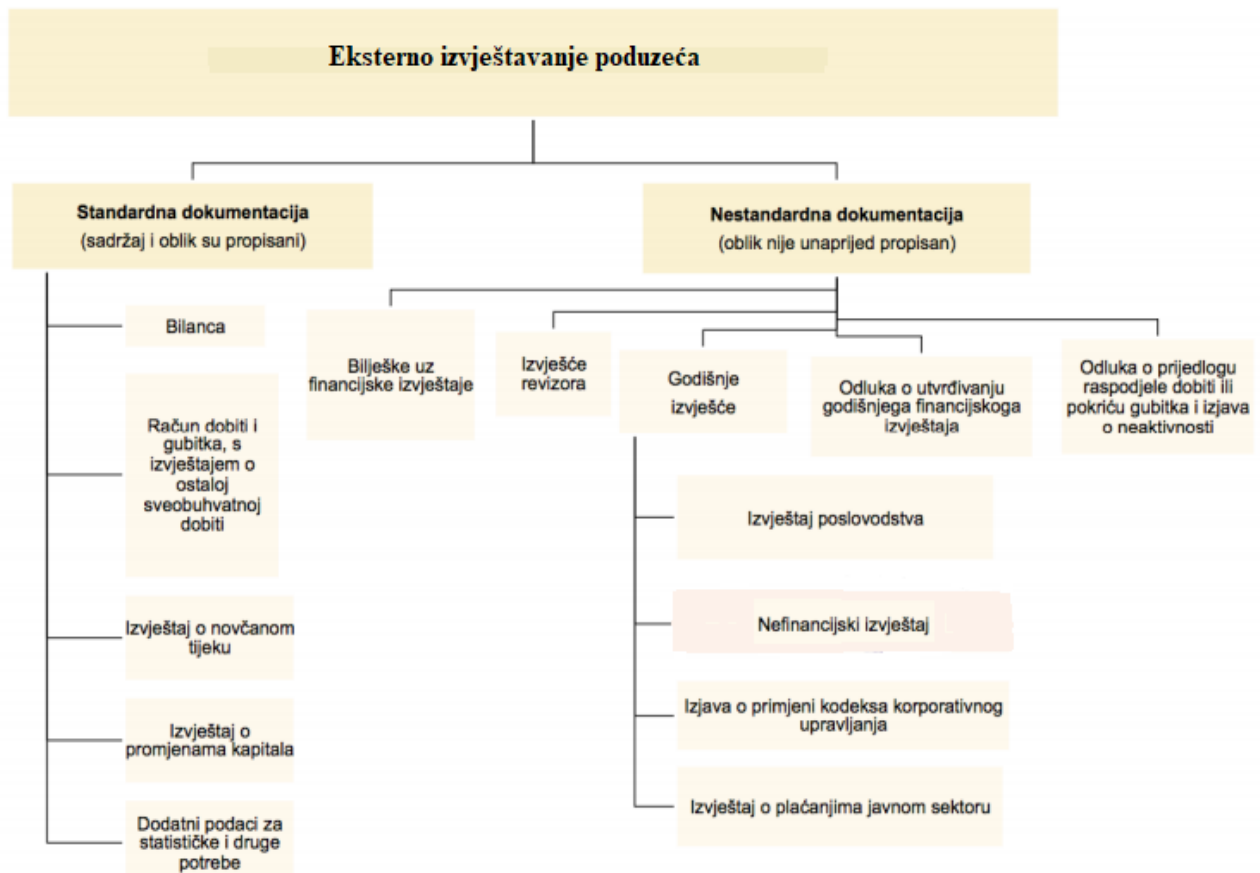 Eksterno izvještavanje poduzeća
Standardna dokumentacija
(sadržaj i oblik su propisani)
Nestandardna dokumentacija
(oblik nije unaprijed propisan)
Bilanca
Račun dobiti i
gubitka, s
izvještajem o
ostaloj
sveobuhvatnoj
dobiti
Izvještaj o novčanom
tijeku
Izvještaj o
promjenama kapitala
Dodatni podaci za
statističke i druge
potrebe
Bilješke uz
financijske izvještaje
Izvješće
revizora
Godišnje
izvješće
Odluka o utvrđivanju
godišnjega financijskoga
izvještaja
Odluka o prijedlogu
raspodjele dobiti ili
pokriću gubitka i izjava
o neaktivnosti
Izvještaj poslovodstva
Nefinancijski izvještaj
Izjava o primjeni kodeksa korporativnog
upravljanja
Izvještaj o plaćanjima javnom sektoru